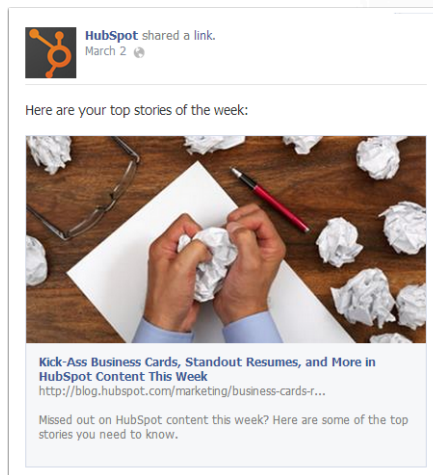 HubSpot shared a link.
March 2
Here are your top stories of the week:
Kick-Ass Business Cards, Standout Resumes, and More in
HubSpot Content This Week
http://blog.hubspot.com/marketing/business-cards-r...
Missed out on HubSpot content this week? Here are some of the top
stories you need to know.